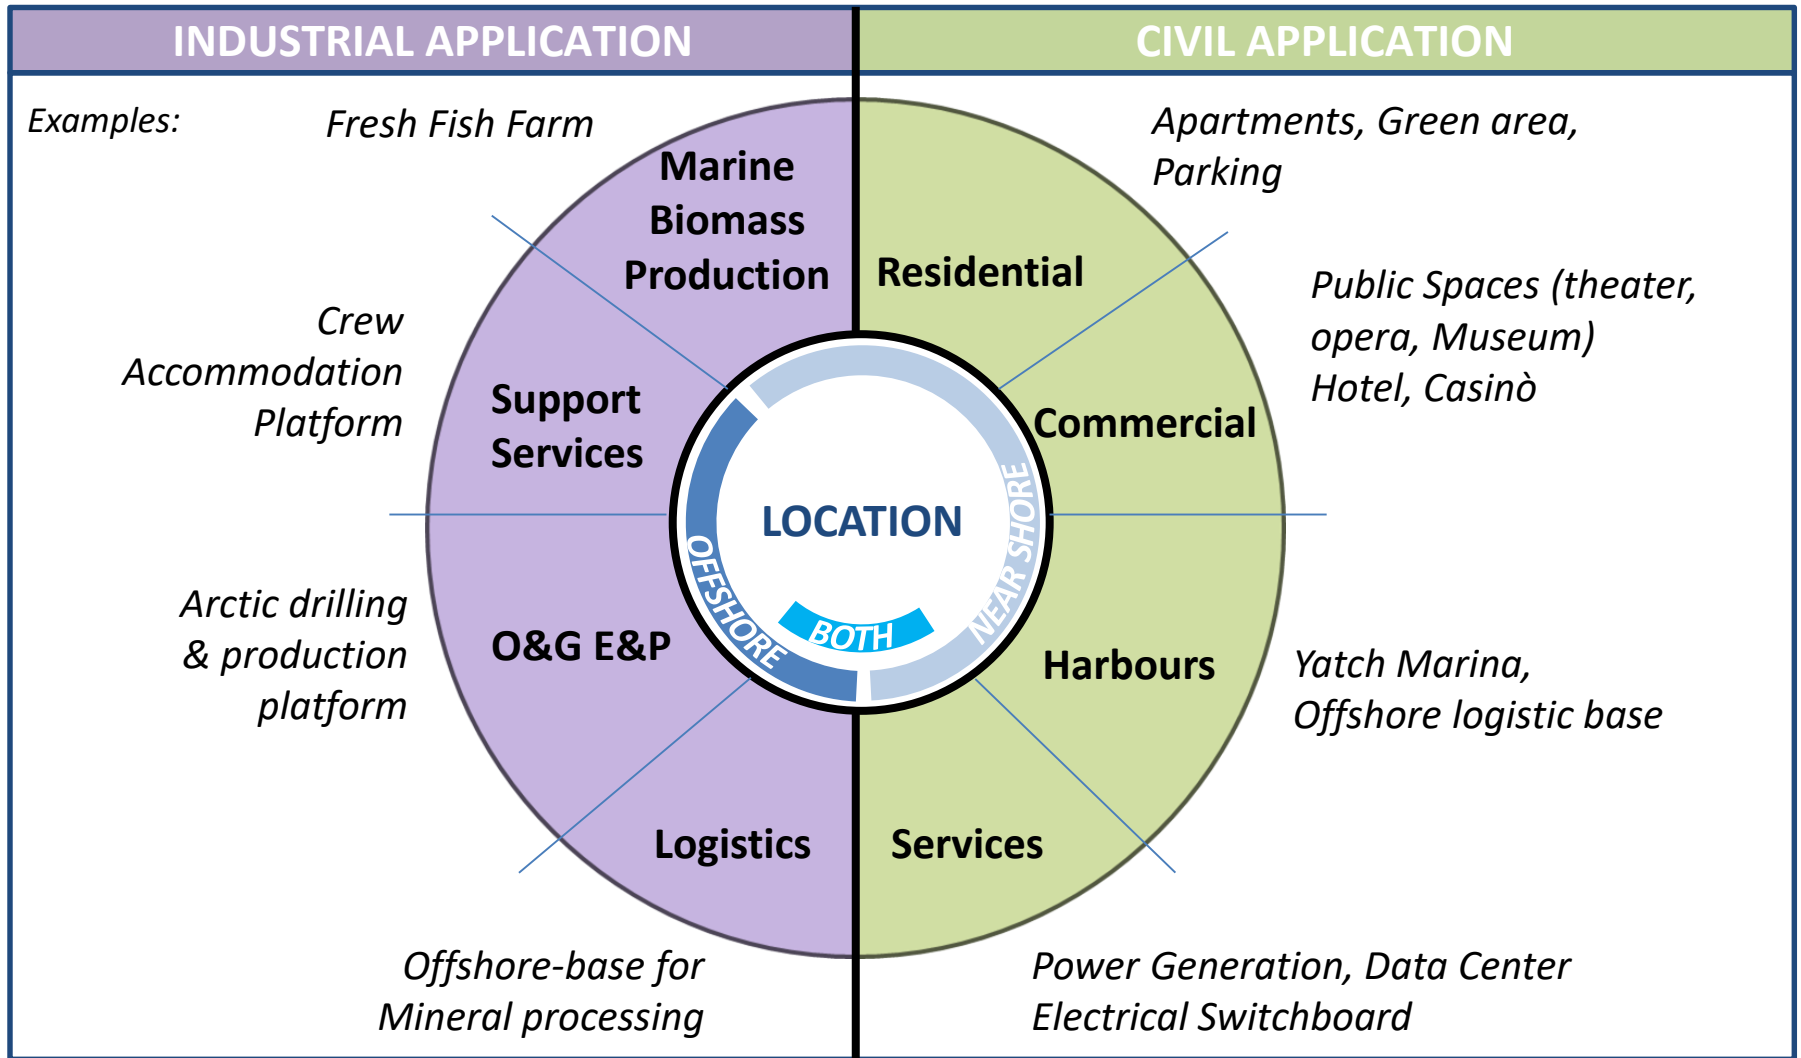 INDUSTRIAL APPLICATION
CIVIL APPLICATION
Examples:
Fresh Fish Farm
Marine
Biomass
Production
Crew
Accommodation
Platform
Support
Services
Arctic drilling
& production
platform
O&G E&P
Logistics
Offshore-base for
Mineral processing
Residential
Apartments, Green area,
Parking
Commercial
Public Spaces (theater,
opera, Museum)
Hotel, Casinò
Harbours
Yatch Marina,
Offshore logistic base
Services
Power Generation, Data Center
Electrical Switchboard
LOCATION
OFFSHORE
BOTH
NEAR SHORE